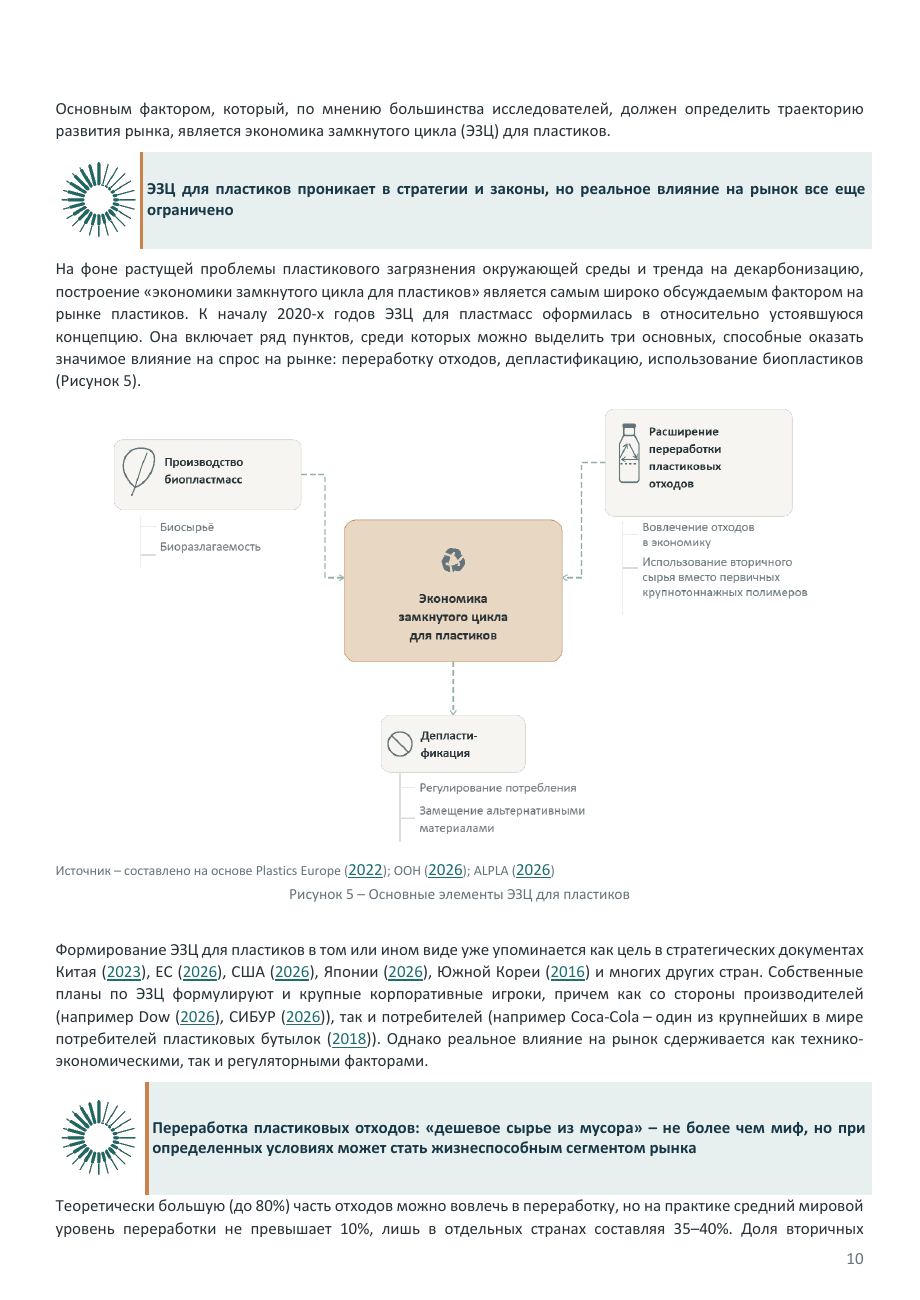 Основным фактором, который, по мнению большинства исследователей, должен определить траекторию
развития рынка, является экономика замкнутого цикла (ЭЗЦ) для пластиков.
ЭЗЦ для пластиков проникает в стратегии и законы, но реальное влияние на рынок все еще
ограничено
На фоне растущей проблемы пластикового загрязнения окружающей среды и тренда на декарбонизацию,
построение «экономики замкнутого цикла для пластиков» является самым широко обсуждаемым фактором на
рынке пластиков. К началу 2020-х годов ЭЗЦ для пластмасс оформилась в относительно устоявшуюся
концепцию. Она включает ряд пунктов, среди которых можно выделить три основных, способные оказать
значимое влияние на спрос на рынке: переработку отходов, депластификацию, использование биопластиков
(Рисунок 5).
Производство
биопластмасс
Биосырьё
Биоразлагаемость
Расширение
переработки
пластиковых
отходов
Вовлечение отходов
в экономику
Использование вторичного
сырья вместо первичных
крупнотоннажных полимеров
Экономика
замкнутого цикла
для пластиков
Депласти-
фикация
Регулирование потребления
Замещение альтернативными
материалами
Источник – составлено на основе Plastics Europe (2022); ООН (2026); ALPLA (2026)
Рисунок 5 – Основные элементы ЭЗЦ для пластиков
Формирование ЭЗЦ для пластиков в том или ином виде уже упоминается как цель в стратегических документах
Китая (2023), ЕС (2026), США (2026), Японии (2026), Южной Кореи (2016) и многих других стран. Собственные
планы по ЭЗЦ формулируют и крупные корпоративные игроки, причем как со стороны производителей
(например Dow (2026), СИБУР (2026)), так и потребителей (например Coca-Cola – один из крупнейших в мире
потребителей пластиковых бутылок (2018)). Однако реальное влияние на рынок сдерживается как технико-
экономическими, так и регуляторными факторами.
Переработка пластиковых отходов: «дешевое сырье из мусора» – не более чем миф, но при
определенных условиях может стать жизнеспособным сегментом рынка
Теоретически большую (до 80%) часть отходов можно вовлечь в переработку, но на практике средний мировой
уровень переработки не превышает 10%, лишь в отдельных странах составляя 35–40%. Доля вторичных
10